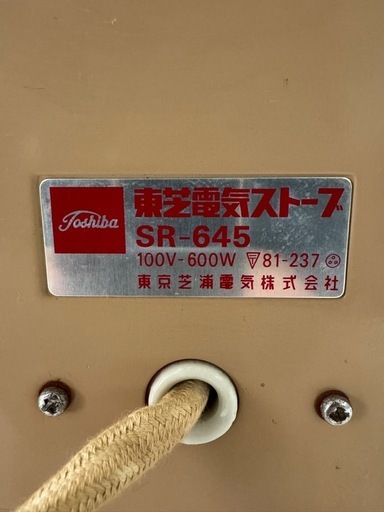 Toshiba
東芝電気ストーブ
SR-645
100V-600W 〒81-237
東京芝浦電気株式会社